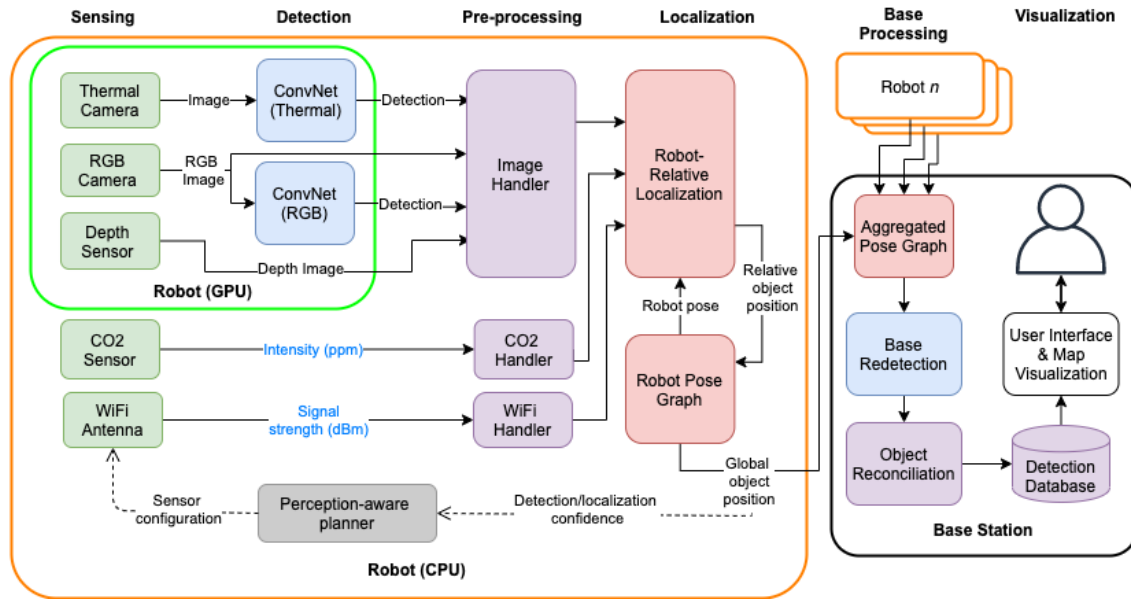 Sensing
Detection
Pre-processing
Localization
Base
Processing
Visualization
Thermal
Camera
Image
ConvNet
(Thermal)
Detection
RGB
Camera
RGB
Image
ConvNet
(RGB)
Detection
Depth
Sensor
Depth Image
Robot (GPU)
Image
Handler
Robot-
Relative
Localization
Robot pose
Relative
object
position
CO2
Sensor
Intensity (ppm)
CO2
Handler
WiFi
Antenna
Signal
strength (dBm)
WiFi
Handler
Robot Pose
Graph
Global
object
position
Sensor
configuration
Perception-aware
planner
Detection/localization
confidence
Robot (CPU)
Robot n
Aggregated
Pose Graph
Base
Redetection
Object
Reconciliation
User Interface
& Map
Visualization
Detection
Database
Base Station